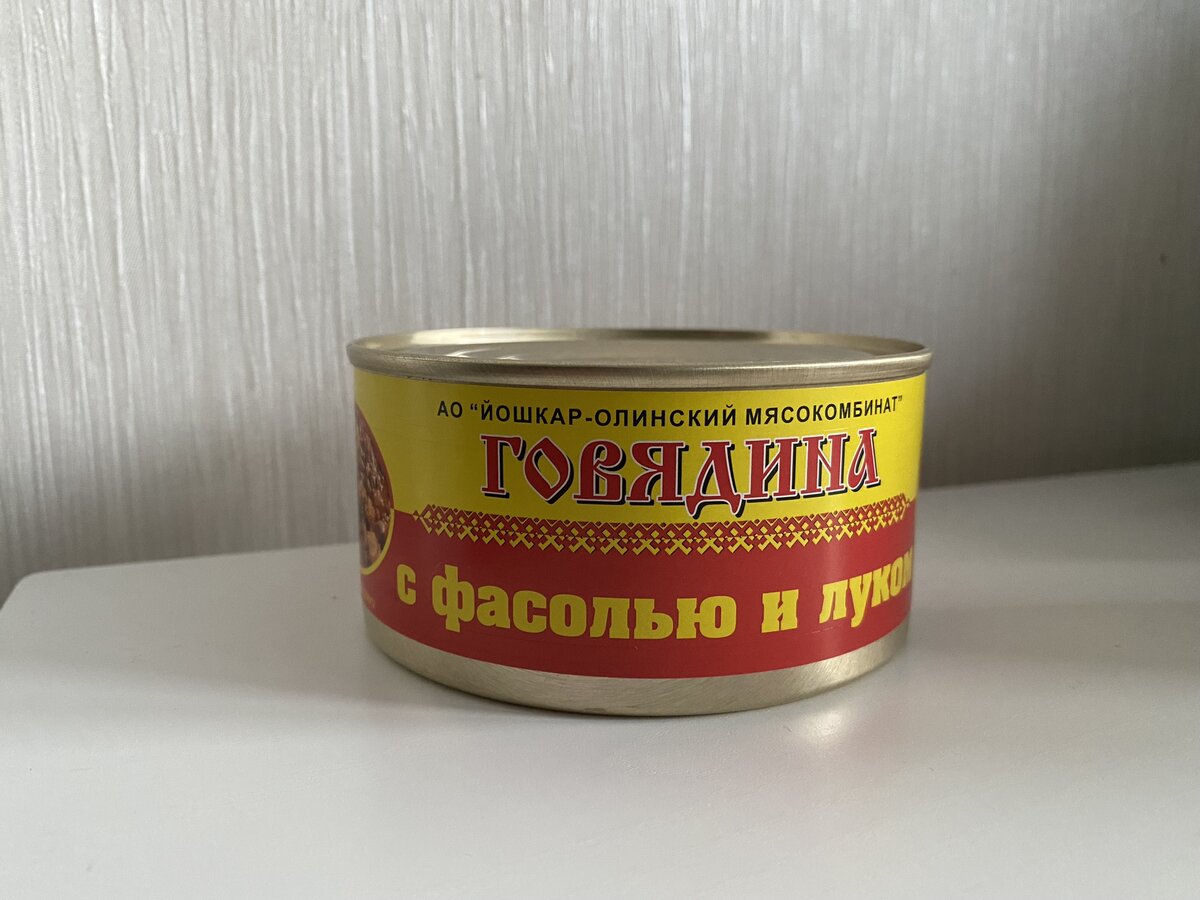 АО "ЙОШКАР-ОЛИНСКИЙ МЯСОКОМБИНАТ"
ГОВЯДИНА
с фасолью и луком